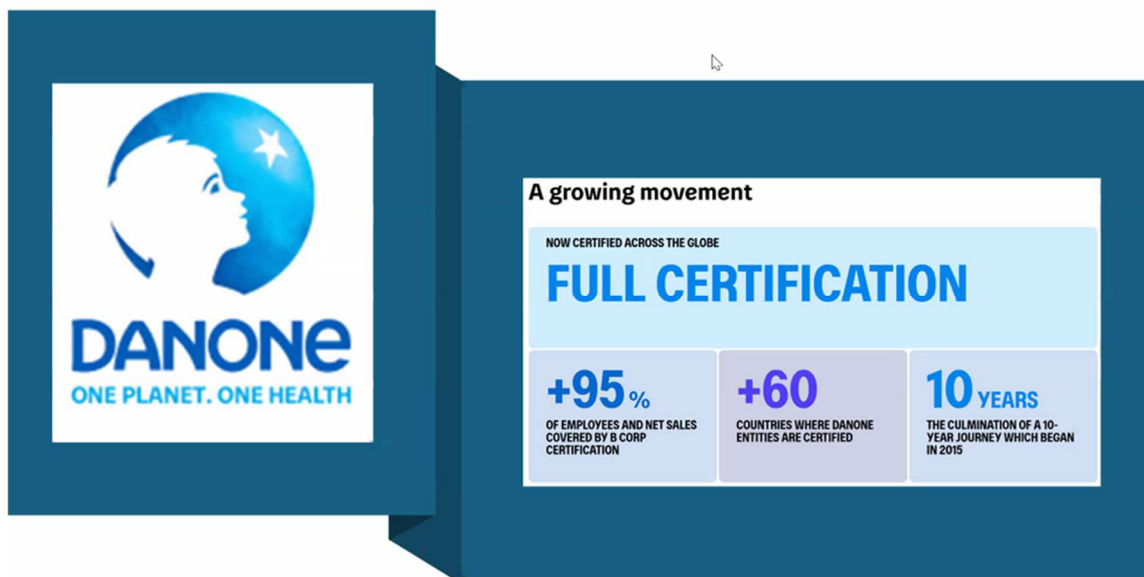 DANONE
ONE PLANET. ONE HEALTH
A growing movement
NOW CERTIFIED ACROSS THE GLOBE
FULL CERTIFICATION
+95 %
OF EMPLOYEES AND NET SALES
COVERED BY B CORP
CERTIFICATION
+60
COUNTRIES WHERE DANONE
ENTITIES ARE CERTIFIED
10 YEARS
THE CULMINATION OF A 10-
YEAR JOURNEY WHICH BEGAN
IN 2015